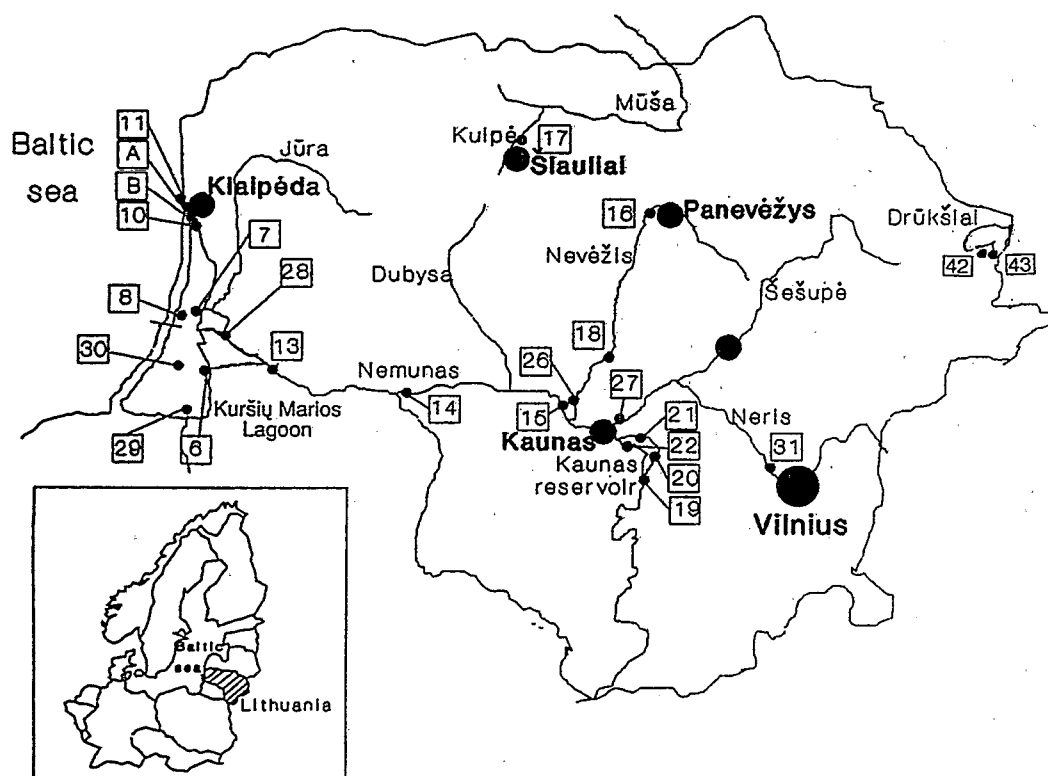 Mūša
11
Kulpė
17
Baltic
sea
A
Jūra
Šiauliai
B
Klaipėda
10
16
Panevėžys
Drūkšiai
7
Nevėžis
42
43
28
Dubysa
8
Šešupė
18
30
13
26
Nemunas
27
14
15
21
Neris
Kuršių Marios
Lagoon
Kaunas
22
31
29
6
Kaunas
reservoir
20
19
Vilnius
Baltic
sea
Lithuania